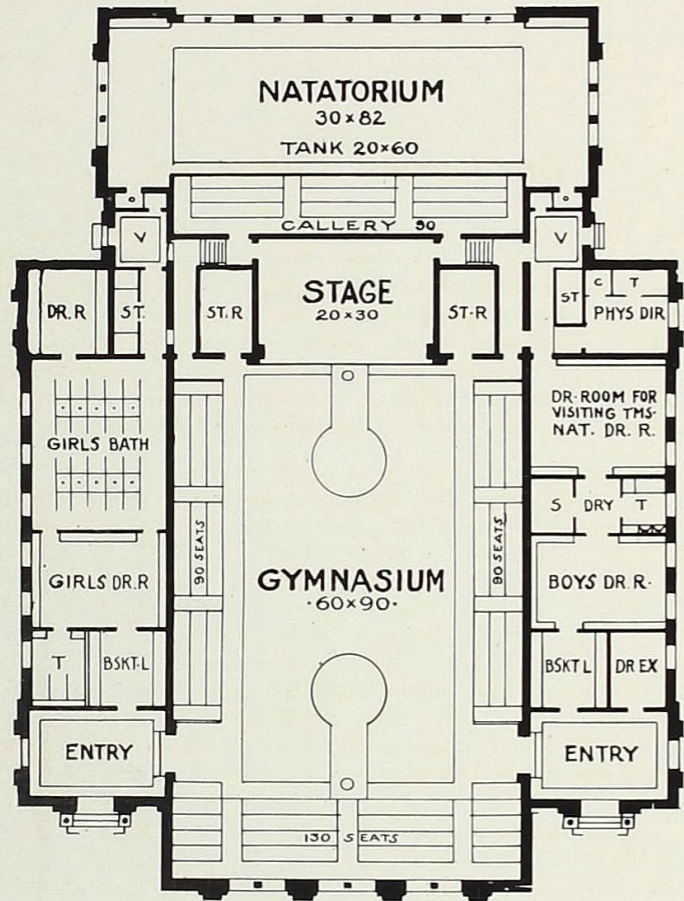 NATATORIUM
30×82
TANK 20×60
GALLERY 90
V
V
DR. R
ST.
ST. R
STAGE
20×30
ST-R
ST
C
T
PHYS DIR
DR-ROOM FOR
VISITING TMS-
NAT. DR. R.
GIRLS BATH
S
DRY
T
90 SEATS
90 SEATS
GIRLS DR. R
GYMNASIUM
·60×90·
BOYS DR. R·
T
BSKT-L
BSKT L
DR EX
ENTRY
ENTRY
130 SEATS